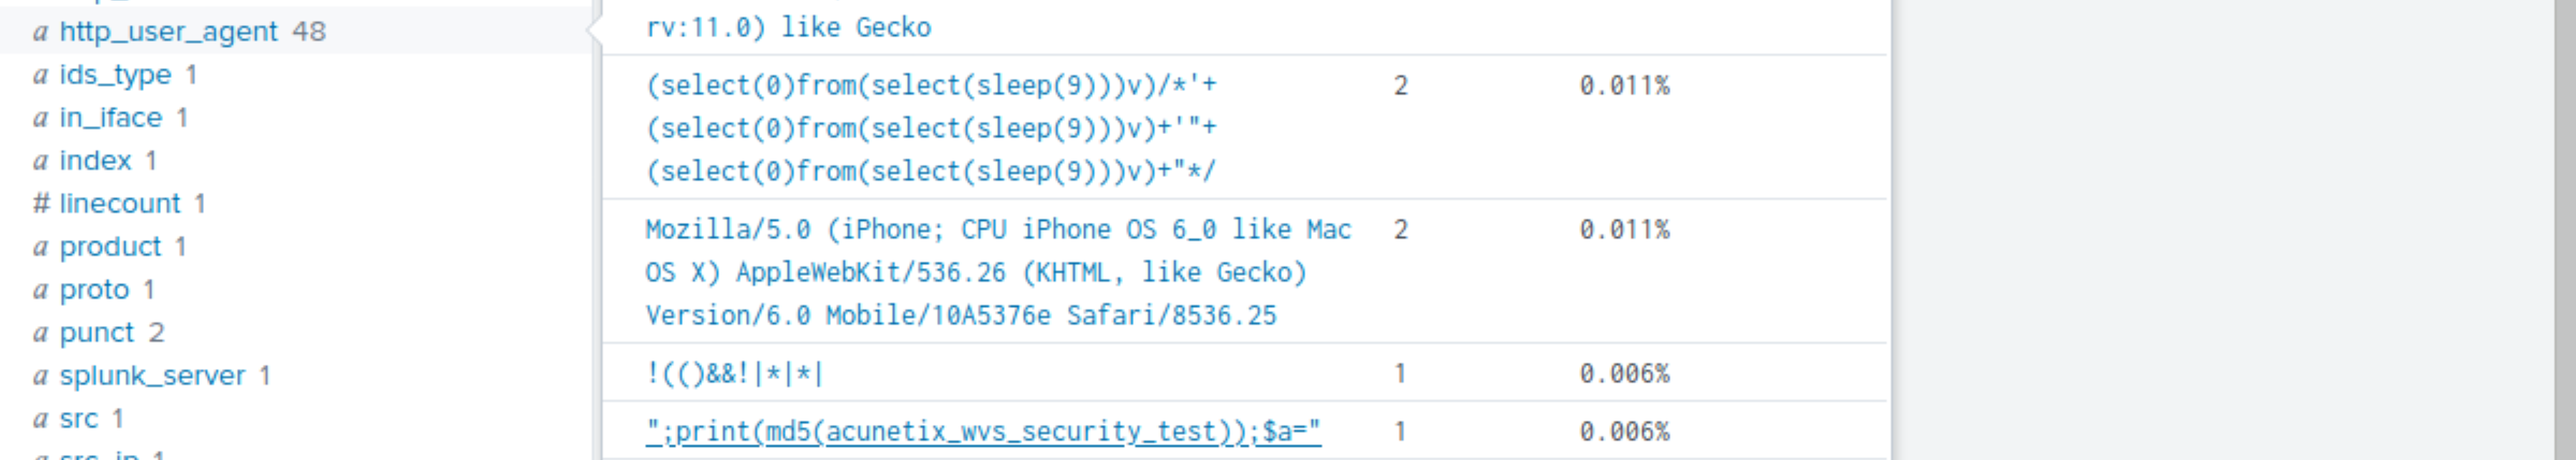 a http_user_agent 48
a ids_type 1
a in_iface 1
a index 1
# linecount 1
a product 1
a proto 1
a punct 2
a splunk_server 1
a src 1
a src_ip 1
rv:11.0) like Gecko
(select(0)from(select(sleep(9)))v)/*'+ 2 0.011%
(select(0)from(select(sleep(9)))v)+'"+
(select(0)from(select(sleep(9)))v)+"*/
Mozilla/5.0 (iPhone; CPU iPhone OS 6_0 like Mac 2 0.011%
OS X) AppleWebKit/536.26 (KHTML, like Gecko)
Version/6.0 Mobile/10A5376e Safari/8536.25
!(()&&!|*|*| 1 0.006%
";print(md5(acunetix_wvs_security_test));$a=" 1 0.006%